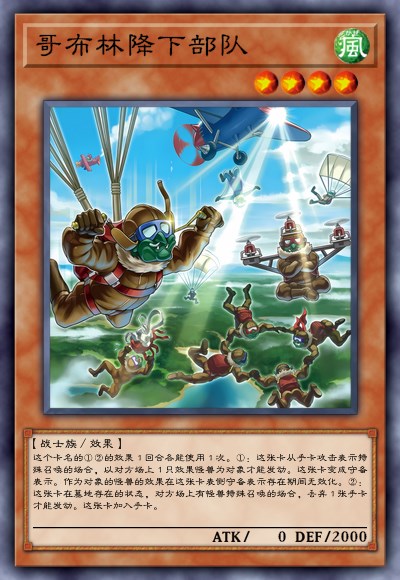 哥布林降下部队
風
【战士族／效果】
这个卡名的①②的效果1回合各能使用1次。①：这张卡从手卡攻击表示特
殊召唤的场合，以对方场上1只效果怪兽为对象才能发动。这张卡变成守备
表示。作为对象的怪兽的效果在这张卡表侧守备表示存在期间无效化。②：
这张卡在墓地存在的状态，对方场上有怪兽特殊召唤的场合，丢弃1张手卡
才能发动。这张卡加入手卡。
ATK/ 0 DEF/2000